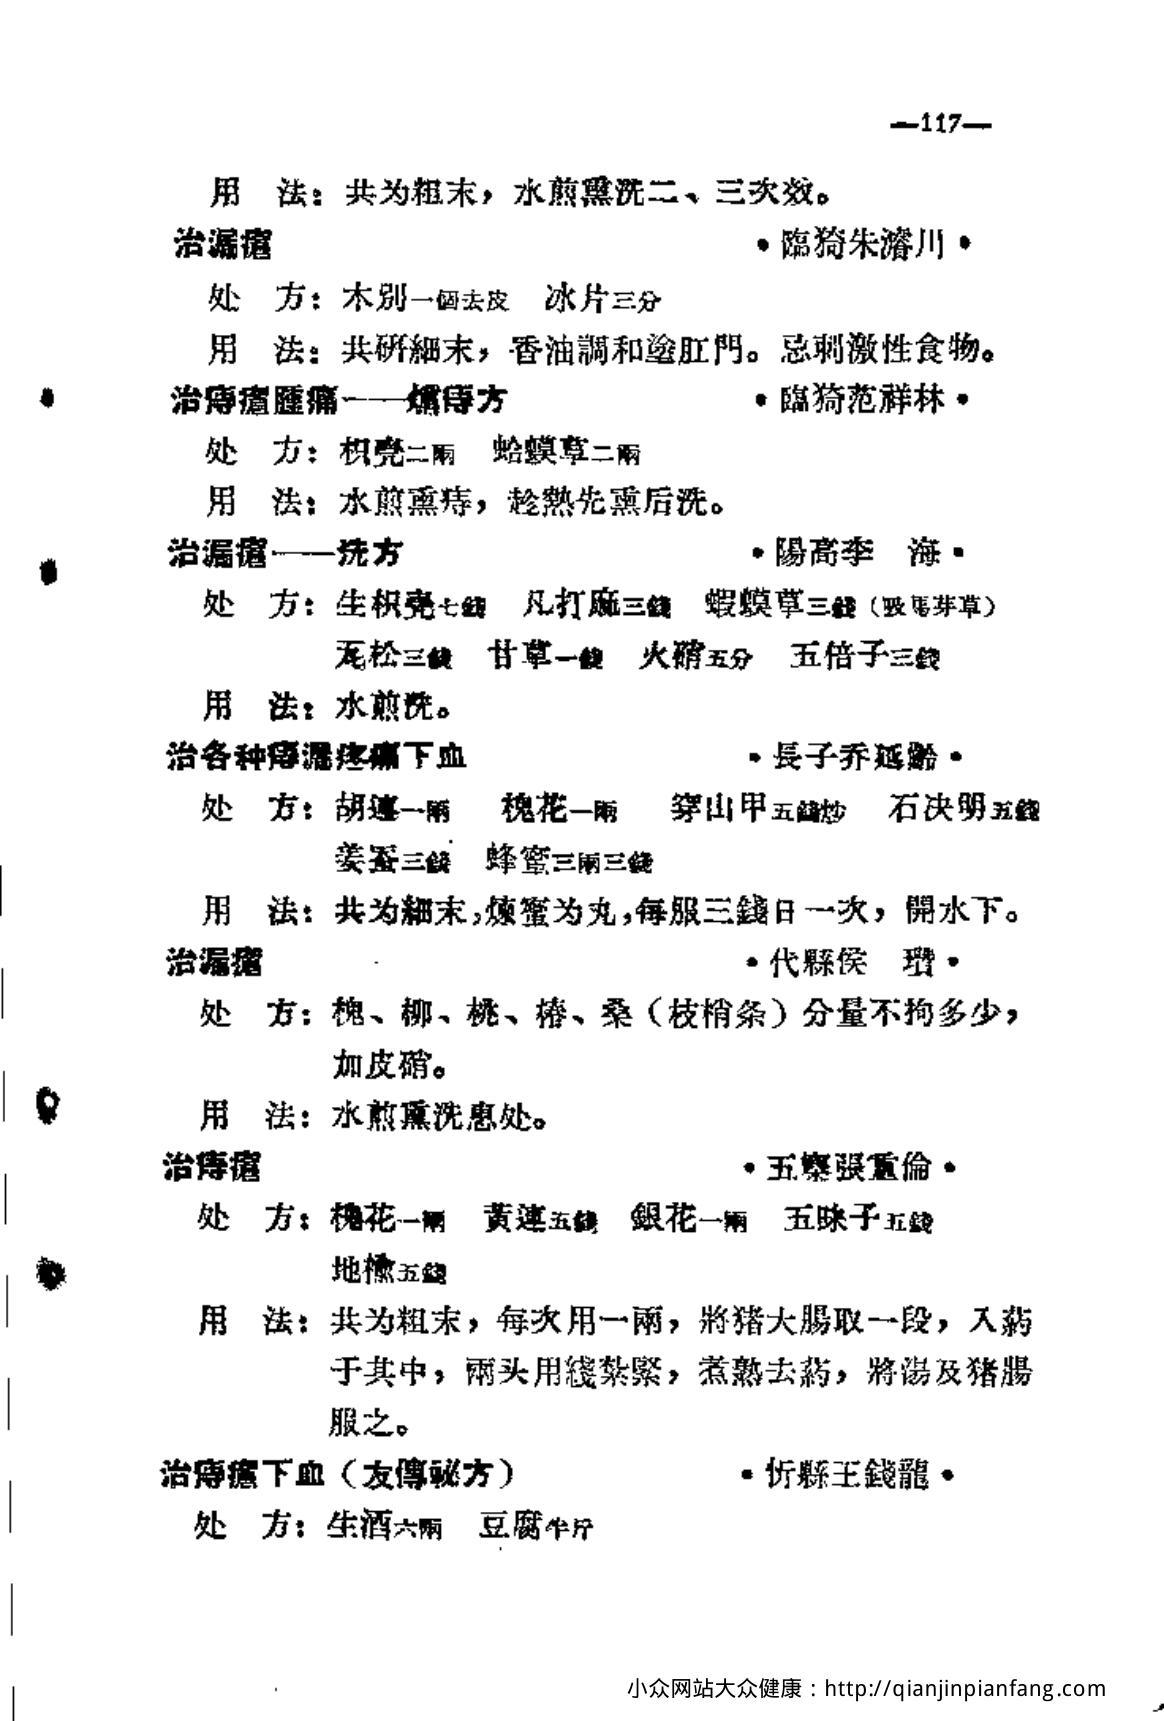 —117—
用　法：共为粗末，水煎熏洗二、三次效。
治漏瘡　•臨猗朱濬川•
处　方：木別一個去皮　冰片三分
用　法：共研細末，香油調和塗肛門。忌刺激性食物。
治痔瘡腫痛——熏痔方　•臨猗范祥林•
处　方：枳壳二兩　蛤蟆草二兩
用　法：水煎熏痔，趁熱先熏后洗。
治漏瘡——洗方　•陽高李　海•
处　方：生枳壳七錢　凡打麻三錢　蝦蟆草三錢（馬芽草）
瓦松三錢　甘草一錢　火硝五分　五倍子三錢
用　法：水煎洗。
治各种痔漏疼痛下血　•長子乔延齡•
处　方：胡連一兩　槐花一兩　穿山甲五錢炒　石决明五錢
姜蚕三錢　蜂蜜三兩三錢
用　法：共为細末，煉蜜为丸，每服三錢日一次，開水下。
治漏瘡　•代縣侯　瓚•
处　方：槐、柳、桃、椿、桑（枝梢条）分量不拘多少，
加皮硝。
用　法：水煎熏洗患处。
治痔瘡　•五寨張重倫•
处　方：槐花一兩　黃連五錢　銀花一兩　五味子五錢
地榆五錢
用　法：共为粗末，每次用一兩，將猪大腸取一段，入葯
于其中，兩头用綫紮緊，煮熟去葯，將湯及猪腸
服之。
治痔瘡下血（友傳祕方）　•忻縣王錢龍•
处　方：生酒六兩　豆腐半斤
小众网站大众健康：http://qianjinpianfang.com